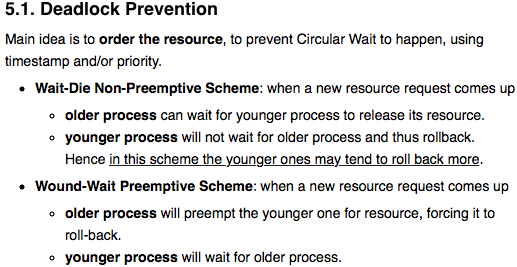 5.1. Deadlock Prevention
Main idea is to order the resource, to prevent Circular Wait to happen, using
timestamp and/or priority.
• Wait-Die Non-Preemptive Scheme: when a new resource request comes up
◦ older process can wait for younger process to release its resource.
◦ younger process will not wait for older process and thus rollback.
Hence in this scheme the younger ones may tend to roll back more.
• Wound-Wait Preemptive Scheme: when a new resource request comes up
◦ older process will preempt the younger one for resource, forcing it to
roll-back.
◦ younger process will wait for older process.